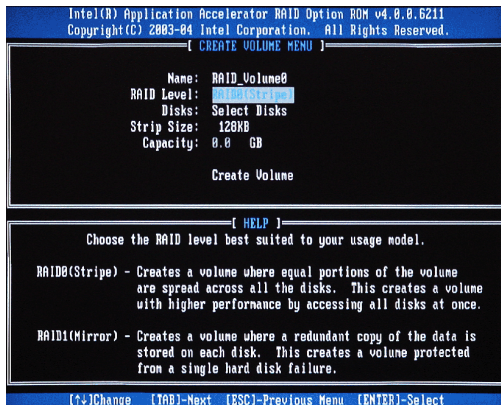 Intel(R) Application Accelerator RAID Option ROM v4.0.0.6211
Copyright(C) 2003-04 Intel Corporation. All Rights Reserved.
[ CREATE VOLUME MENU ]
Name: RAID_Volume0
RAID Level: RAID0(Stripe)
Disks: Select Disks
Strip Size: 128KB
Capacity: 0.0 GB
Create Volume
[ HELP ]
Choose the RAID level best suited to your usage model.
RAID0(Stripe) - Creates a volume where equal portions of the volume
are spread across all the disks. This creates a volume
with higher performance by accessing all disks at once.
RAID1(Mirror) - Creates a volume where a redundant copy of the data is
stored on each disk. This creates a volume protected
from a single hard disk failure.
[↑↓]Change [TAB]-Next [ESC]-Previous Menu [ENTER]-Select